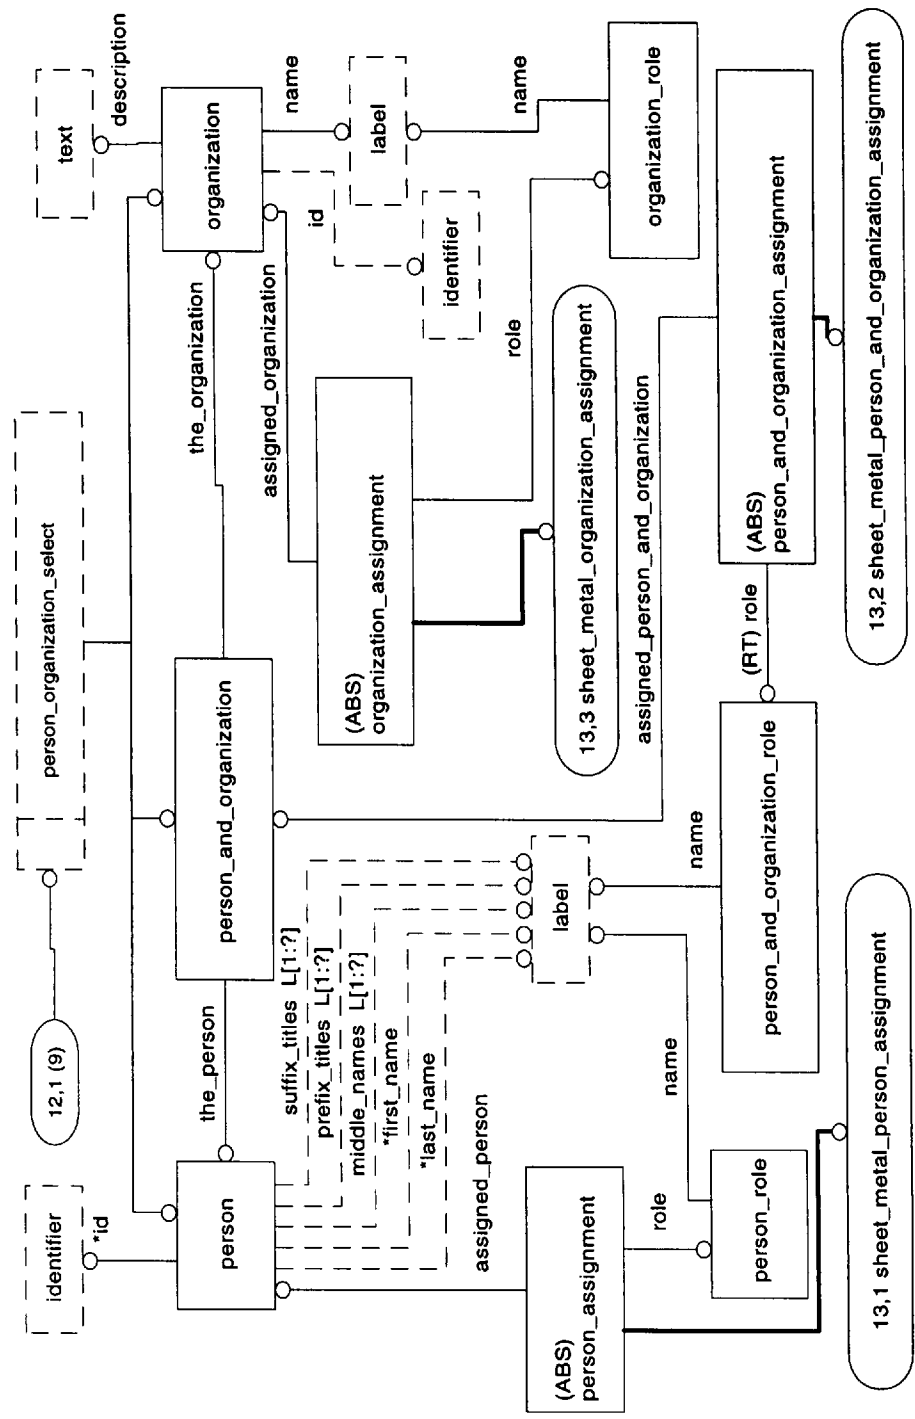 12,1 (9)
person_organization_select
text
description
identifier
*id
person
the_person
person_and_organization
the_organization
organization
name
label
name
organization_role
id
identifier
assigned_organization
(ABS)
organization_assignment
role
13,3 sheet_metal_organization_assignment
suffix_titles L[1:?]
prefix_titles L[1:?]
middle_names L[1:?]
*first_name
*last_name
label
assigned_person
(ABS)
person_assignment
role
person_role
name
name
person_and_organization_role
(RT) role
assigned_person_and_organization
(ABS)
person_and_organization_assignment
13,1 sheet_metal_person_assignment
13,2 sheet_metal_person_and_organization_assignment